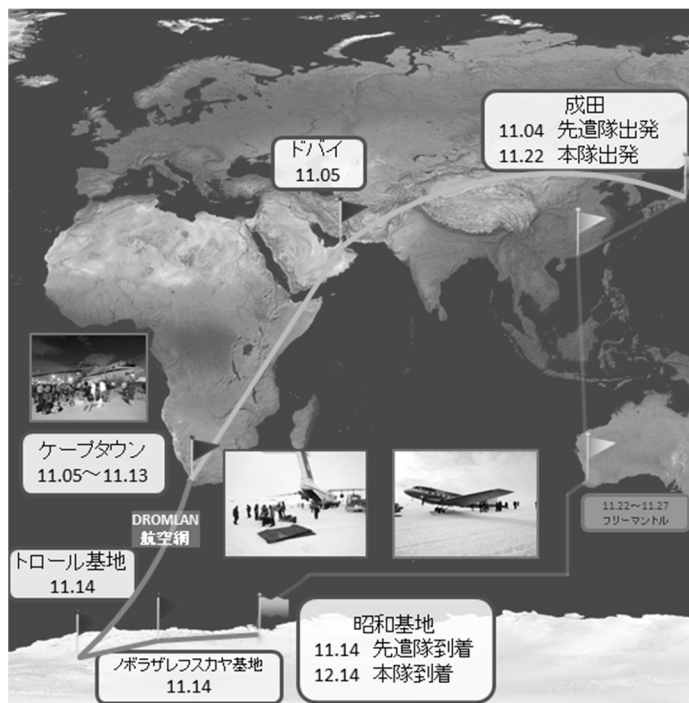 成田
11.04 先遣隊出発
11.22 本隊出発
ドバイ
11.05
ケープタウン
11.05～11.13
DROMLAN
航空網
11.22～11.27
フリーマントル
トロール基地
11.14
昭和基地
11.14 先遣隊到着
12.14 本隊到着
ノボラザレフスカヤ基地
11.14